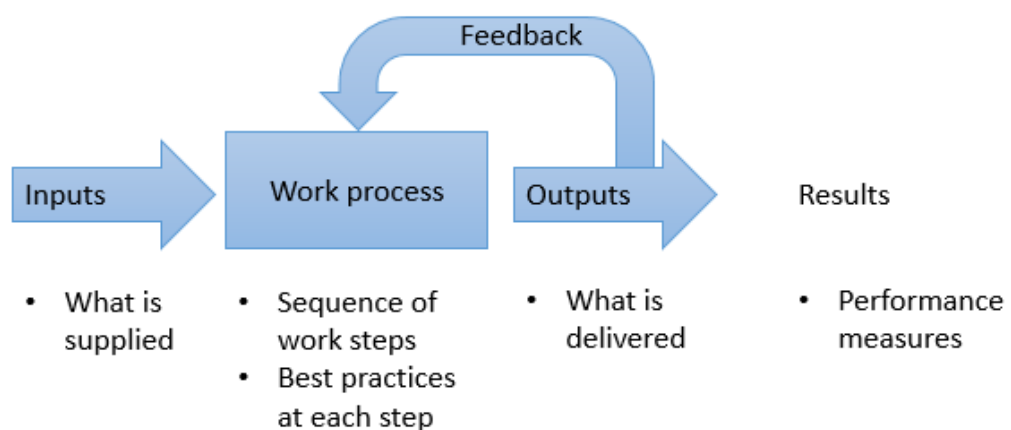 Feedback
Inputs
Work process
Outputs
Results
• What is
supplied
• Sequence of
work steps
• Best practices
at each step
• What is
delivered
• Performance
measures